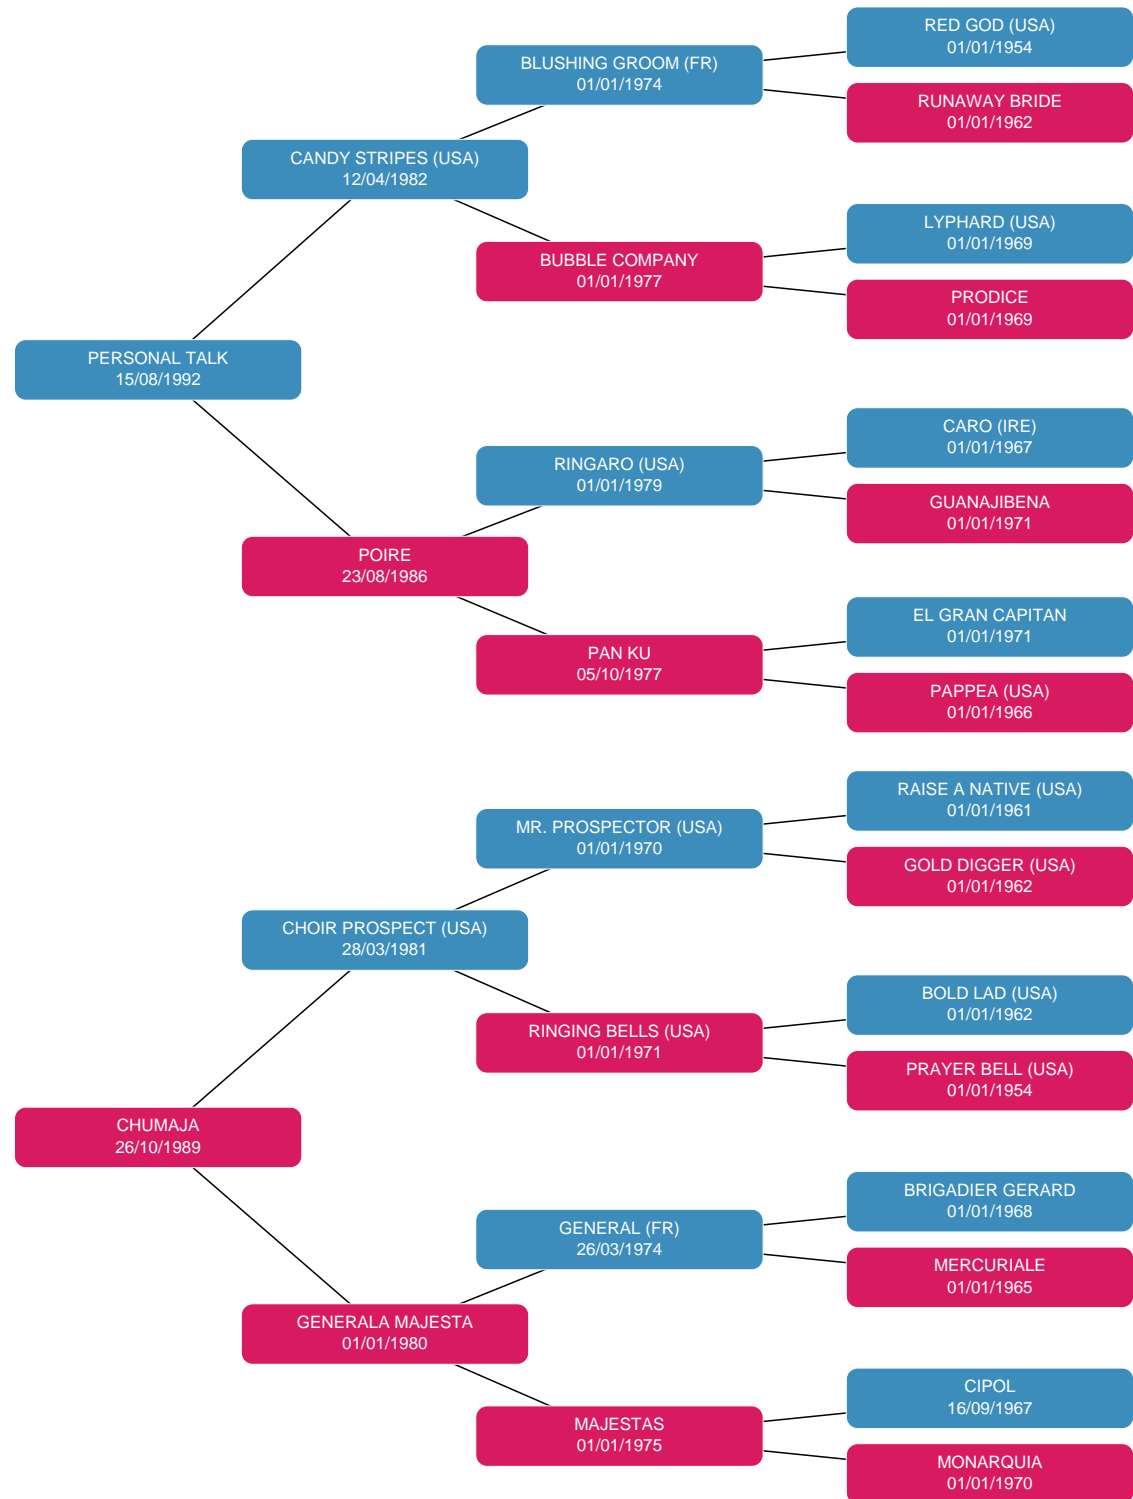 RED GOD (USA)
01/01/1954
BLUSHING GROOM (FR)
01/01/1974
RUNAWAY BRIDE
01/01/1962
CANDY STRIPES (USA)
12/04/1982
LYPHARD (USA)
01/01/1969
BUBBLE COMPANY
01/01/1977
PRODICE
01/01/1969
PERSONAL TALK
15/08/1992
CARO (IRE)
01/01/1967
RINGARO (USA)
01/01/1979
GUANAJIBENA
01/01/1971
POIRE
23/08/1986
EL GRAN CAPITAN
01/01/1971
PAN KU
05/10/1977
PAPPEA (USA)
01/01/1966
RAISE A NATIVE (USA)
01/01/1961
MR. PROSPECTOR (USA)
01/01/1970
GOLD DIGGER (USA)
01/01/1962
CHOIR PROSPECT (USA)
28/03/1981
BOLD LAD (USA)
01/01/1962
RINGING BELLS (USA)
01/01/1971
PRAYER BELL (USA)
01/01/1954
CHUMAJA
26/10/1989
BRIGADIER GERARD
01/01/1968
GENERAL (FR)
26/03/1974
MERCURIALE
01/01/1965
GENERALA MAJESTA
01/01/1980
CIPOL
16/09/1967
MAJESTAS
01/01/1975
MONARQUIA
01/01/1970